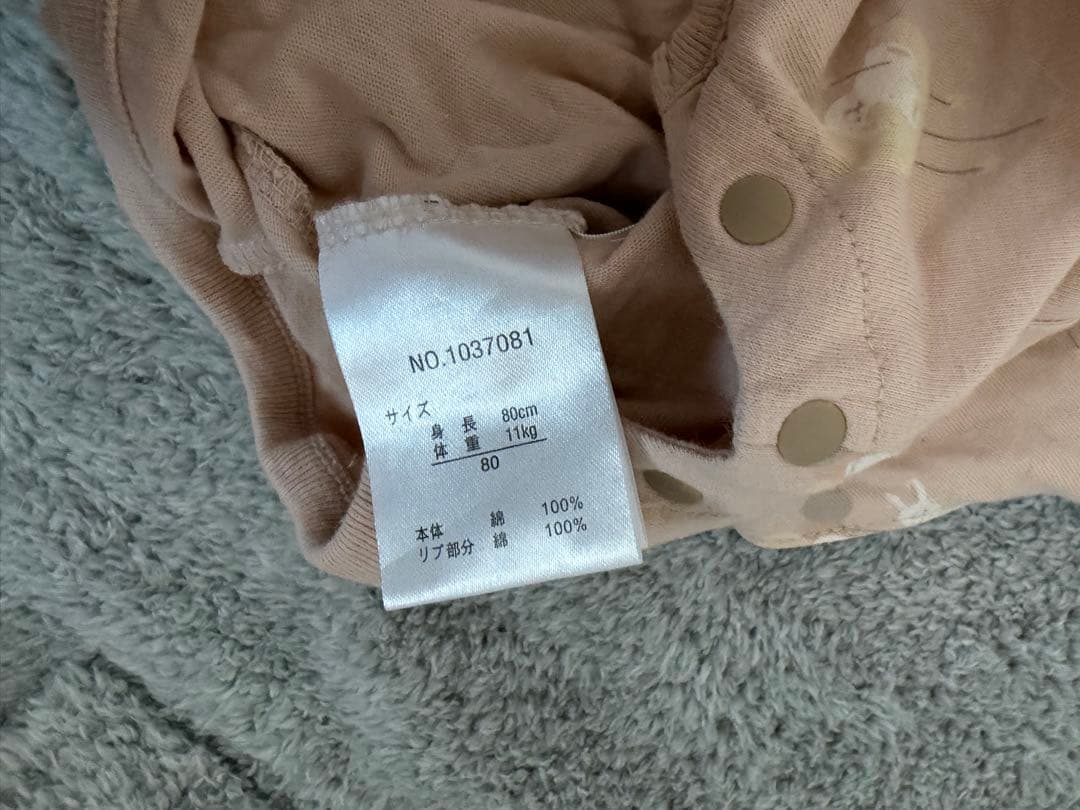 NO.1037081
サイズ
身 長 80cm
体 重 11kg
80
本体 綿 100%
リブ部分 綿 100%